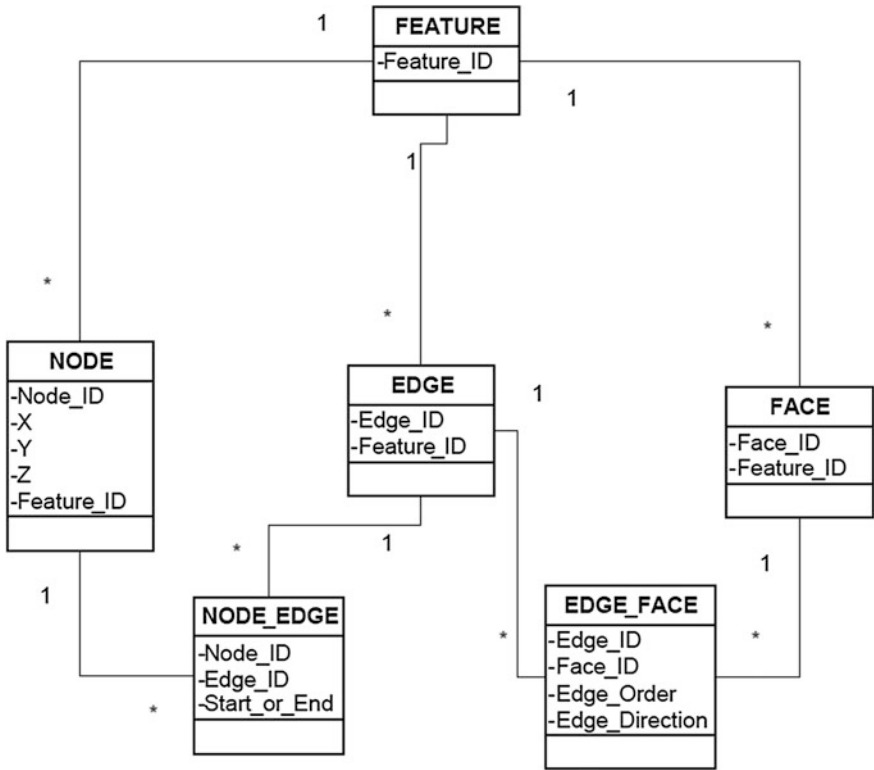 1
FEATURE
-Feature_ID
1
1
*
*
*
NODE
-Node_ID
-X
-Y
-Z
-Feature_ID
EDGE
-Edge_ID
-Feature_ID
1
FACE
-Face_ID
-Feature_ID
1
*
1
1
NODE_EDGE
-Node_ID
-Edge_ID
-Start_or_End
*
EDGE_FACE
-Edge_ID
-Face_ID
-Edge_Order
-Edge_Direction
*
*